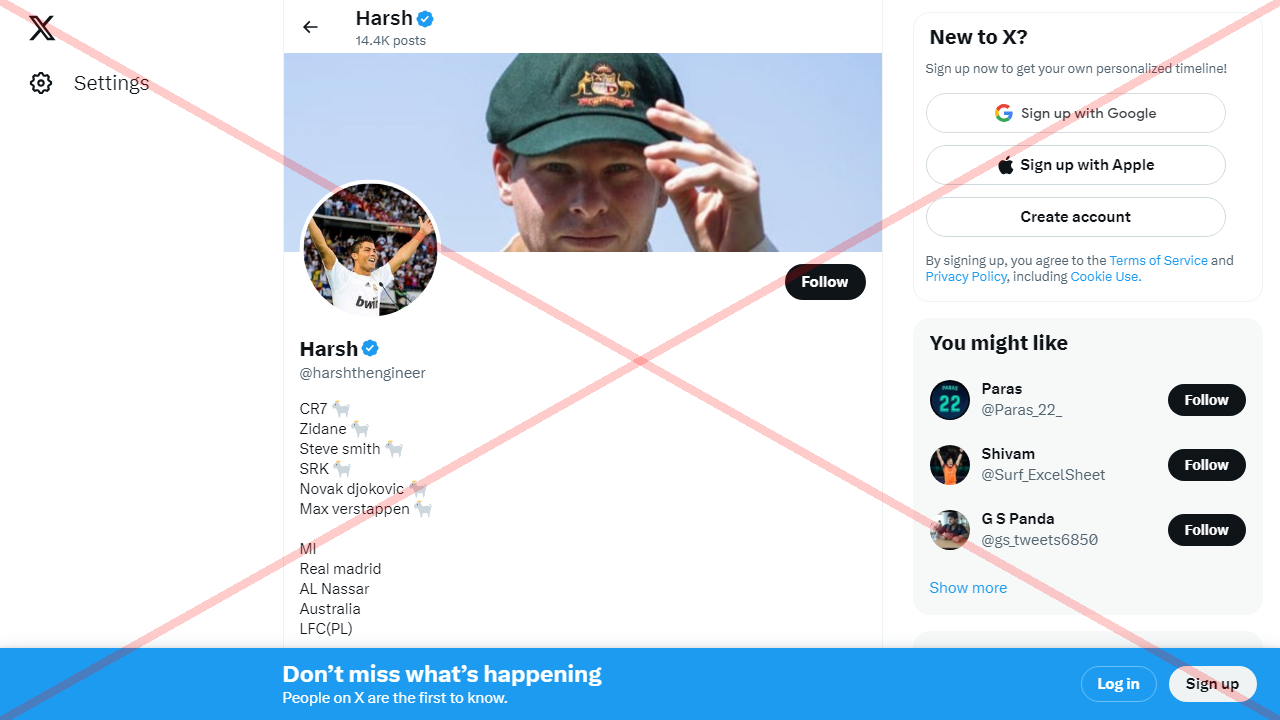 Settings
Harsh
14.4K posts
bwin
Follow
Harsh
@harshthengineer
CR7 🐐
Zidane 🐐
Steve smith 🐐
SRK 🐐
Novak djokovic 🐐
Max verstappen 🐐
MI
Real madrid
AL Nassar
Australia
LFC(PL)
New to X?
Sign up now to get your own personalized timeline!
Sign up with Google
Sign up with Apple
Create account
By signing up, you agree to the Terms of Service and
Privacy Policy, including Cookie Use.
You might like
PARAS
22
Paras
@Paras_22_
Follow
Shivam
@Surf_ExcelSheet
Follow
G S Panda
@gs_tweets6850
Follow
Show more
Don’t miss what’s happening
People on X are the first to know.
Log in
Sign up